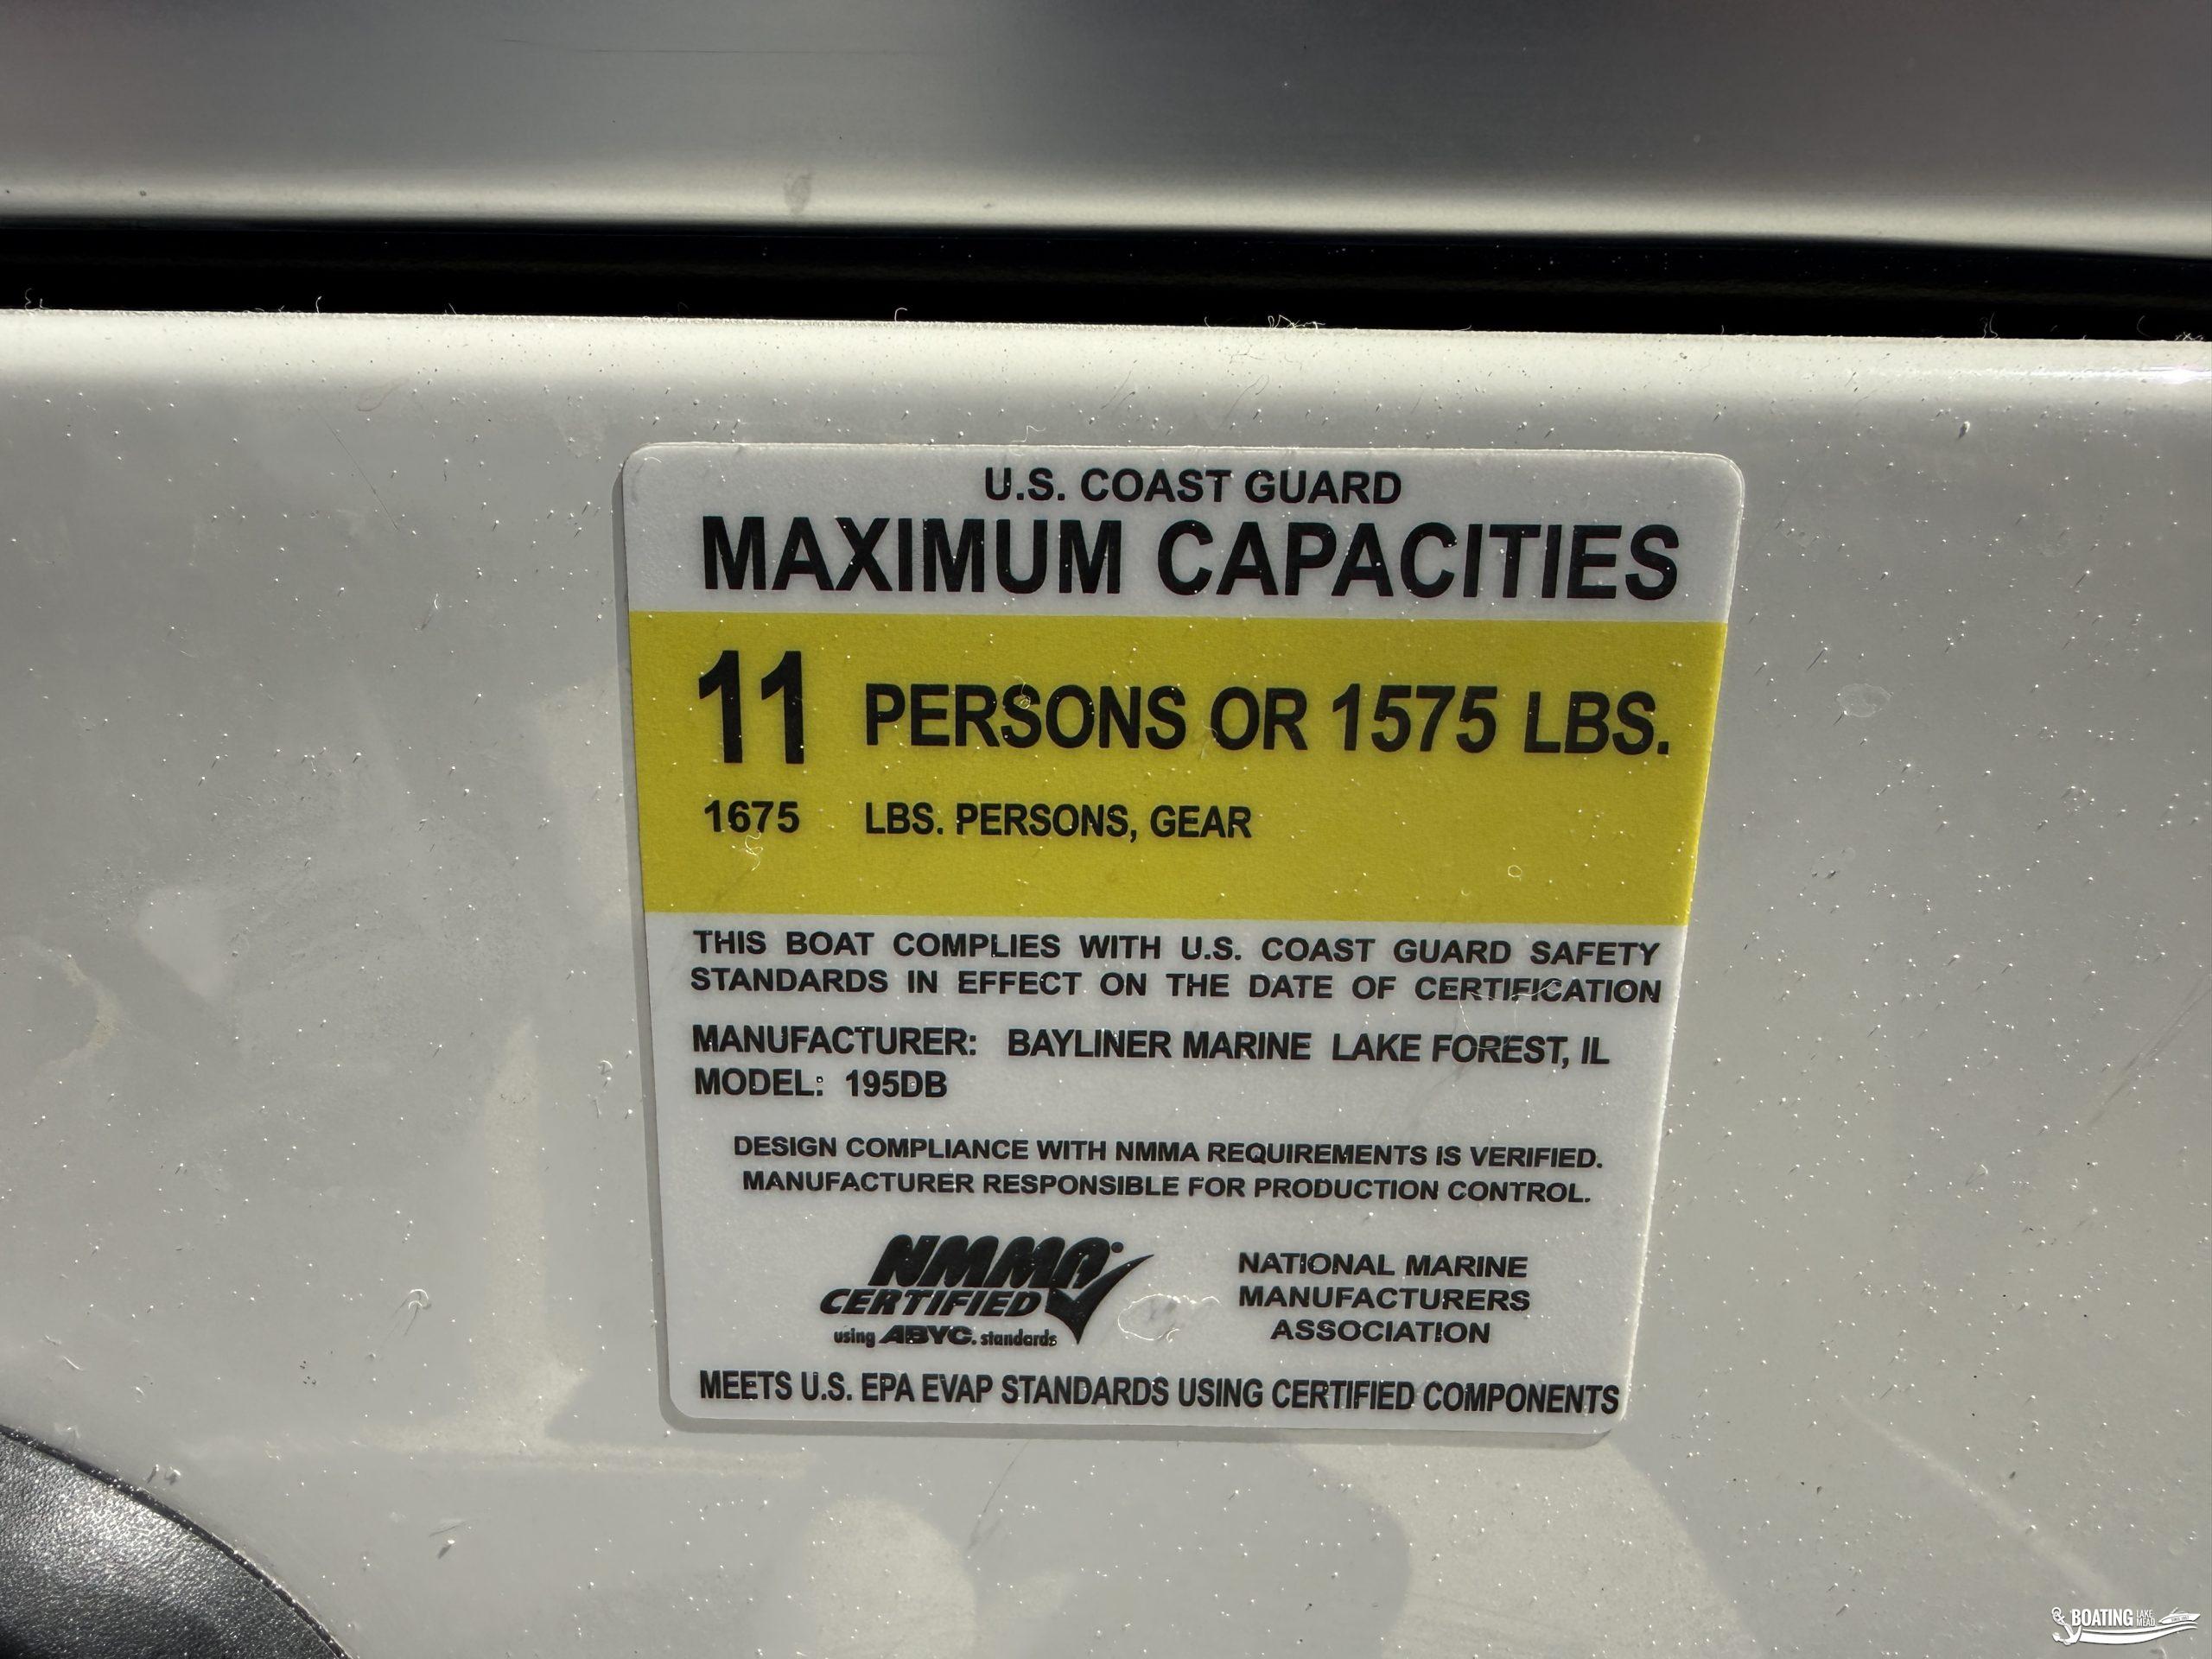 U.S. COAST GUARD
MAXIMUM CAPACITIES
11 PERSONS OR 1575 LBS.
1675 LBS. PERSONS, GEAR
THIS BOAT COMPLIES WITH U.S. COAST GUARD SAFETY
STANDARDS IN EFFECT ON THE DATE OF CERTIFICATION
MANUFACTURER: BAYLINER MARINE LAKE FOREST, IL
MODEL: 195DB
DESIGN COMPLIANCE WITH NMMA REQUIREMENTS IS VERIFIED.
MANUFACTURER RESPONSIBLE FOR PRODUCTION CONTROL.
NMMA
CERTIFIED
using ABYC. standards
NATIONAL MARINE
MANUFACTURERS
ASSOCIATION
MEETS U.S. EPA EVAP STANDARDS USING CERTIFIED COMPONENTS
BOATING LAKE MEAD